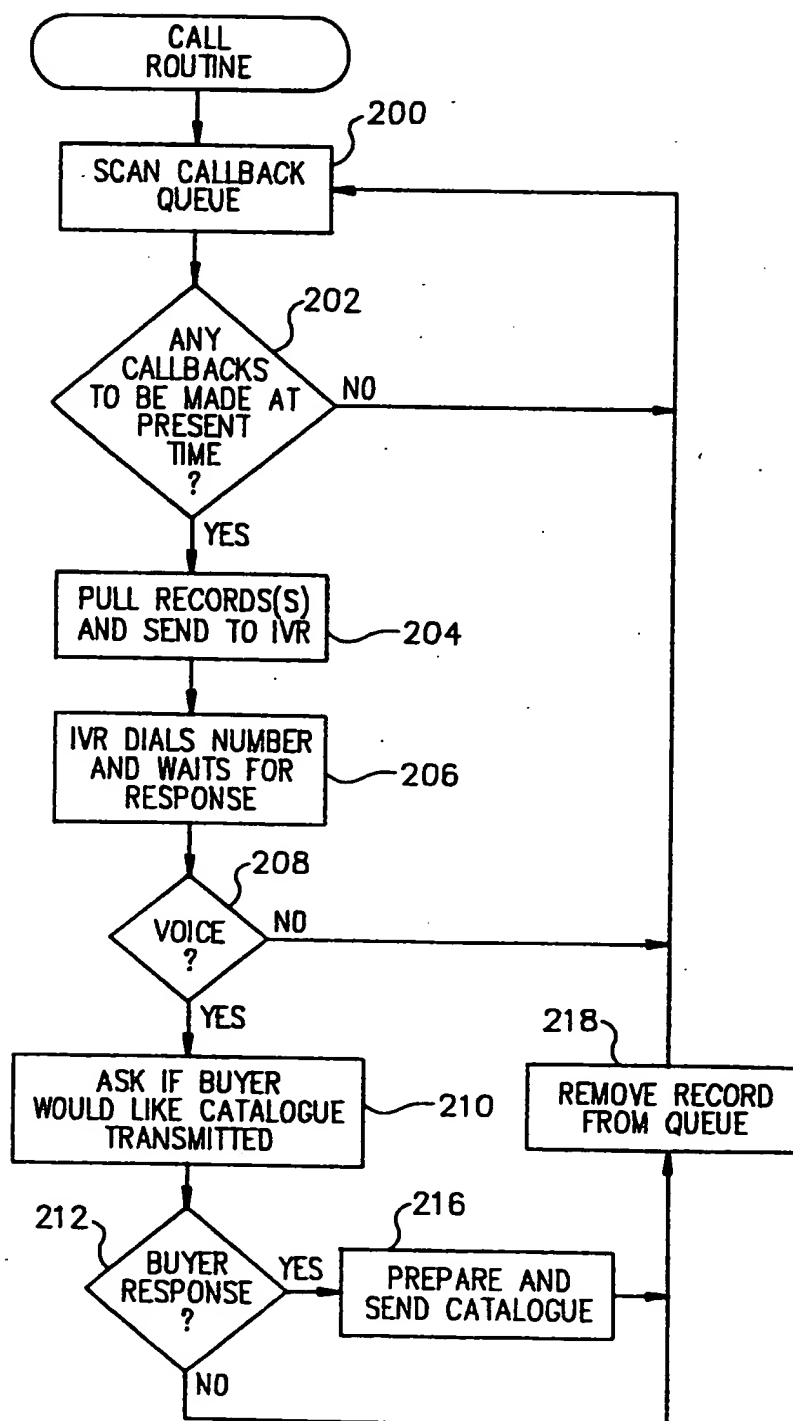 CALL
ROUTINE
200
SCAN CALLBACK
QUEUE
202
ANY
CALLBACKS
TO BE MADE AT
PRESENT
TIME
?
NO
YES
PULL RECORDS(S)
AND SEND TO IVR
204
IVR DIALS NUMBER
AND WAITS FOR
RESPONSE
206
208
VOICE
?
NO
YES
218
ASK IF BUYER
WOULD LIKE CATALOGUE
TRANSMITTED
210
REMOVE RECORD
FROM QUEUE
212
216
BUYER
RESPONSE
?
YES
PREPARE AND
SEND CATALOGUE
NO